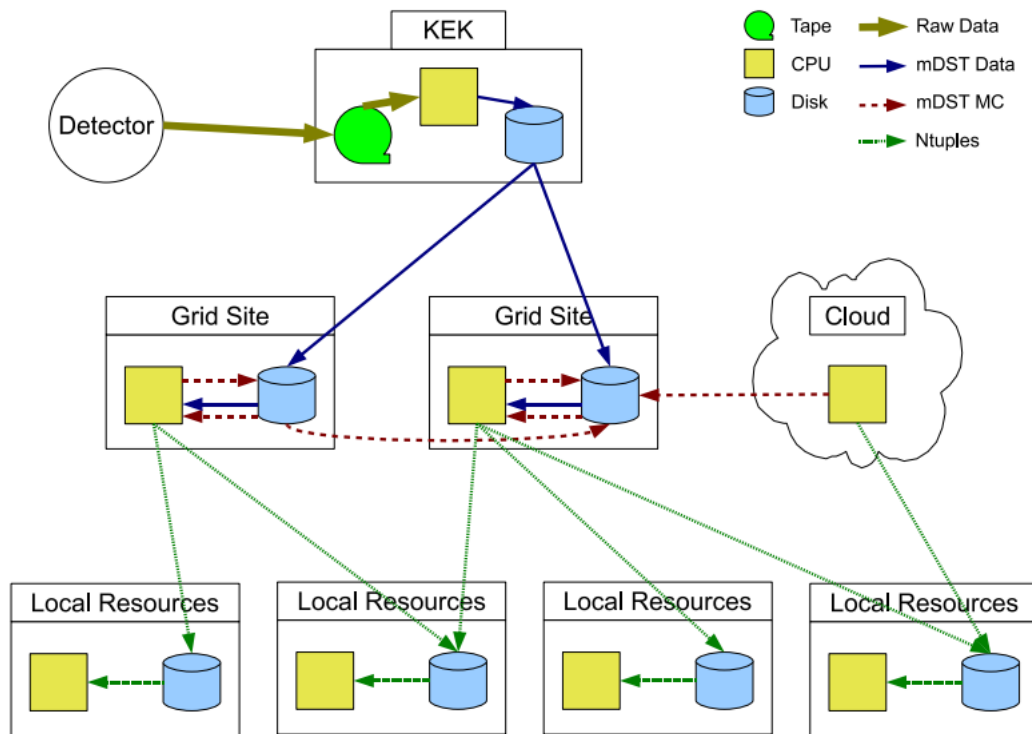 KEK
Tape
Raw Data
CPU
mDST Data
Disk
mDST MC
Ntuples
Detector
Grid Site
Grid Site
Cloud
Local Resources
Local Resources
Local Resources
Local Resources